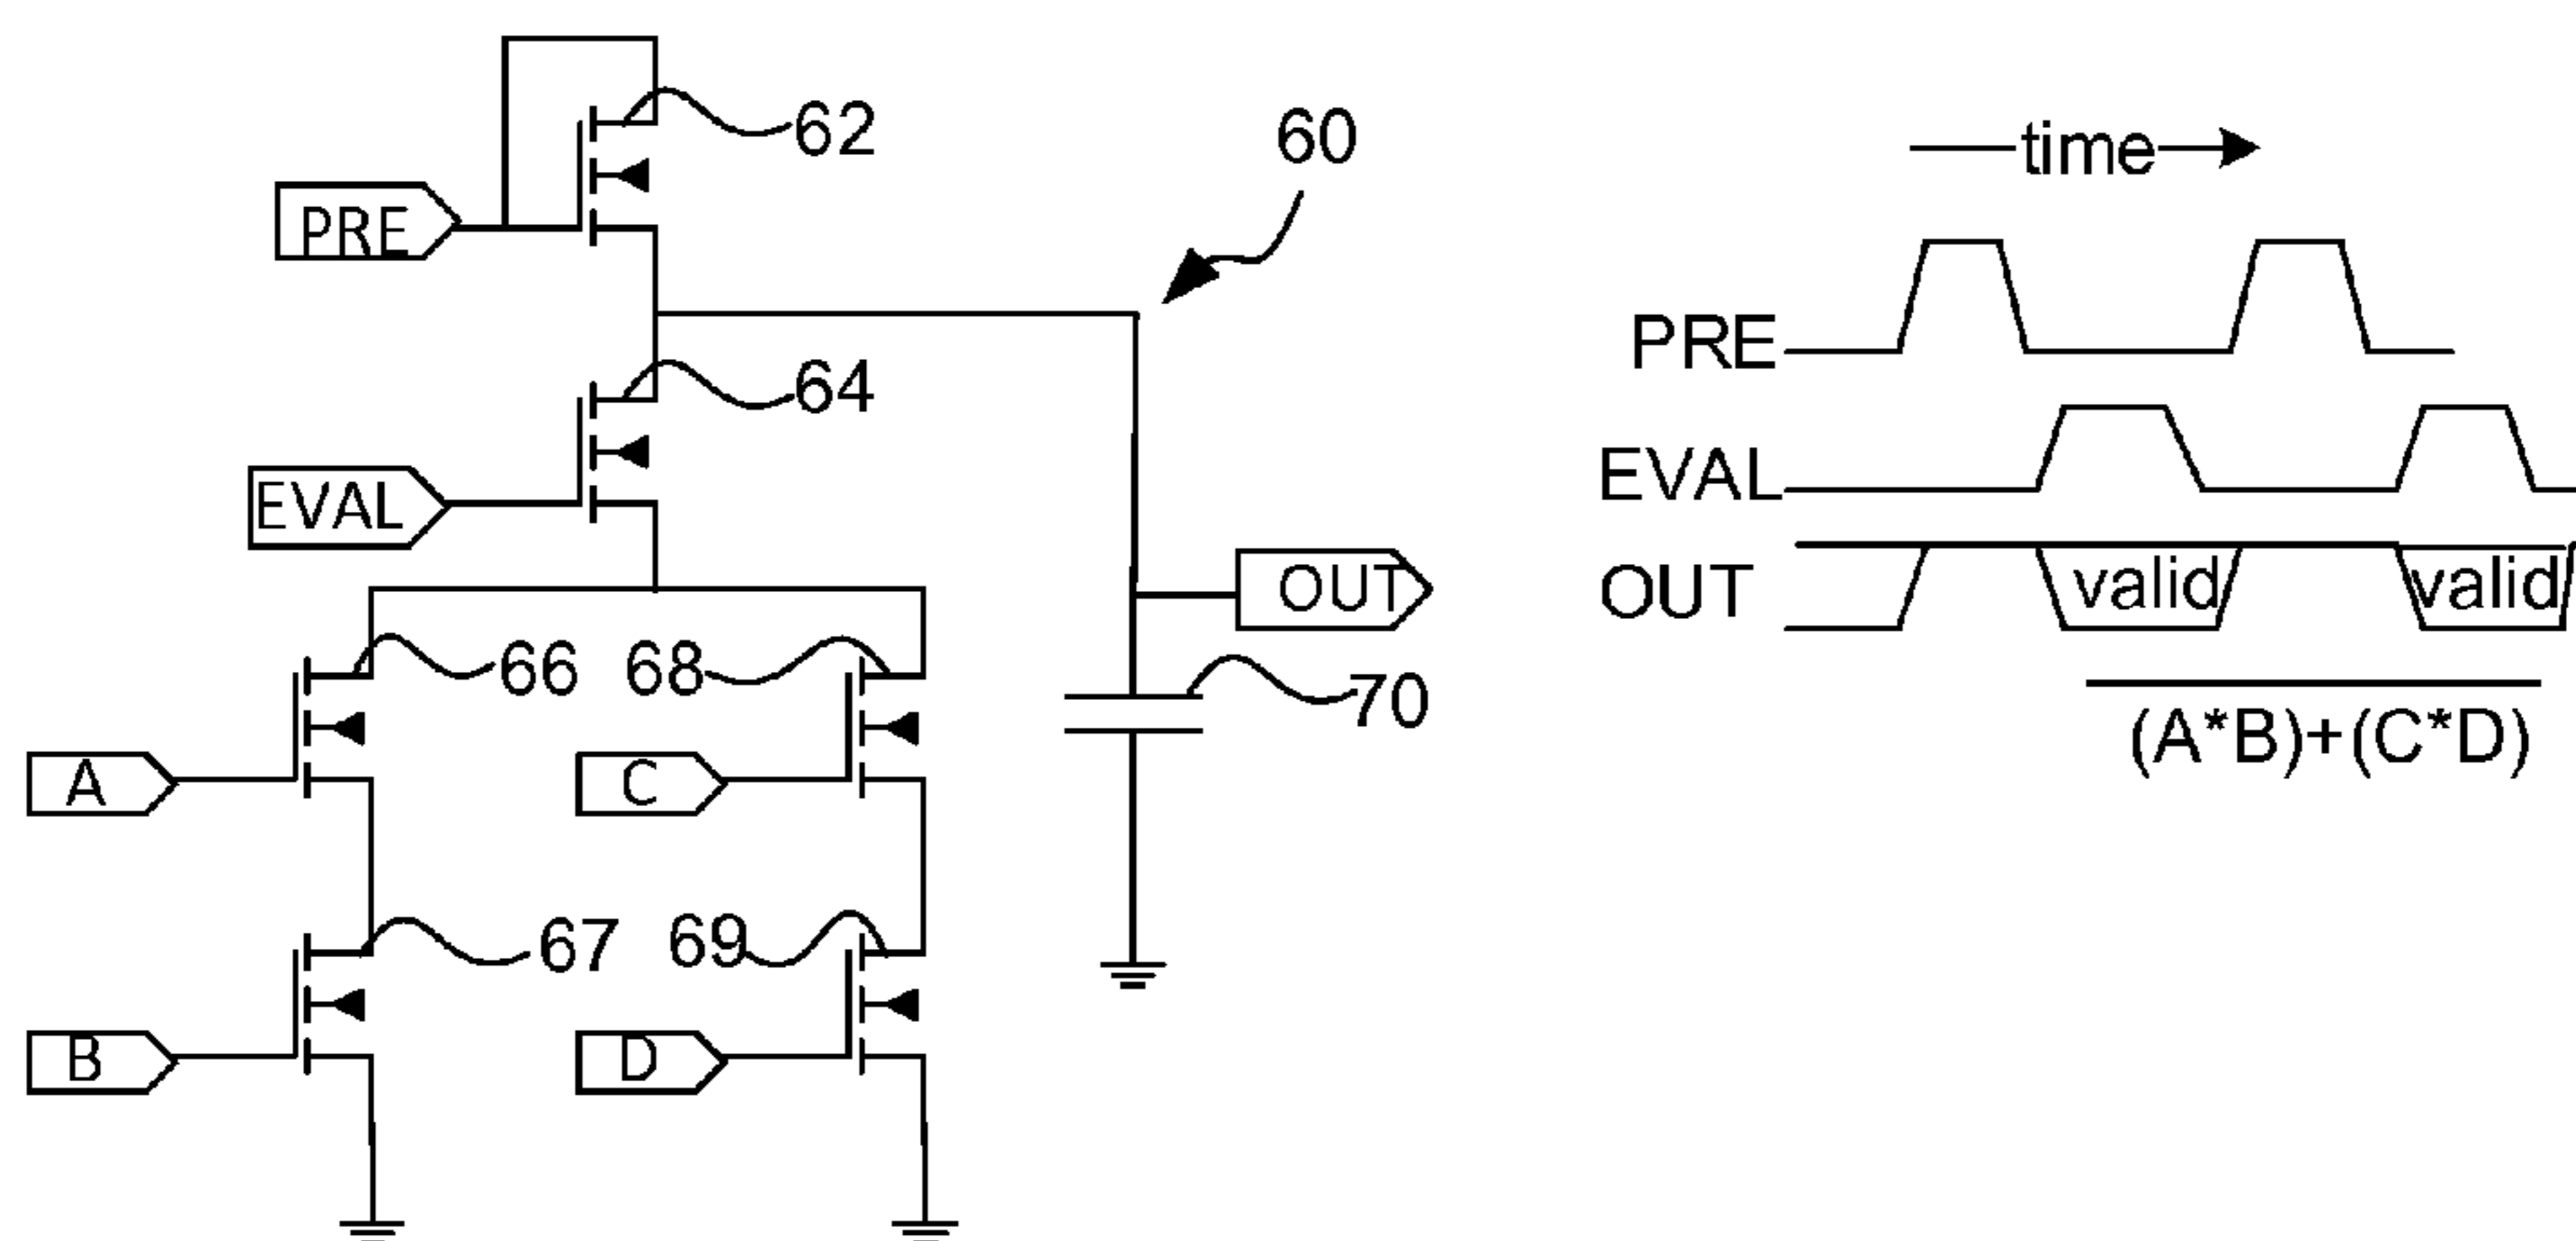 62
60
time
PRE
PRE
64
EVAL
EVAL
OUT
OUT
valid
valid
66
68
70
(A*B)+(C*D)
A
C
67
69
B
D